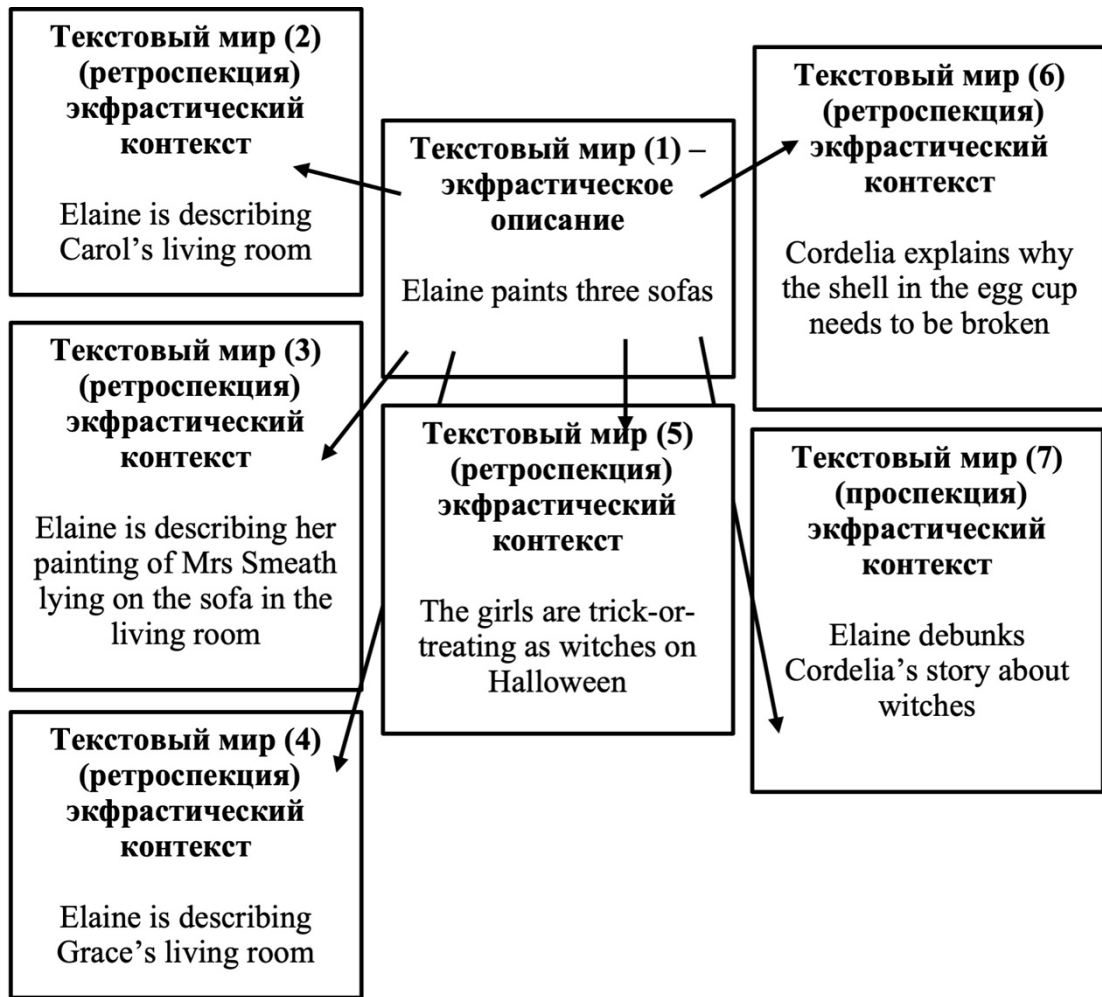 Текстовый мир (2)
(ретроспекция)
экфрастический
контекст
Elaine is describing
Carol’s living room
Текстовый мир (3)
(ретроспекция)
экфрастический
контекст
Elaine is describing her
painting of Mrs Smeath
lying on the sofa in the
living room
Текстовый мир (4)
(ретроспекция)
экфрастический
контекст
Elaine is describing
Grace’s living room
Текстовый мир (1) –
экфрастическое
описание
Elaine paints three sofas
Текстовый мир (5)
(ретроспекция)
экфрастический
контекст
The girls are trick-or-
treating as witches on
Halloween
Текстовый мир (6)
(ретроспекция)
экфрастический
контекст
Cordelia explains why
the shell in the egg cup
needs to be broken
Текстовый мир (7)
(проспекция)
экфрастический
контекст
Elaine debunks
Cordelia’s story about
witches